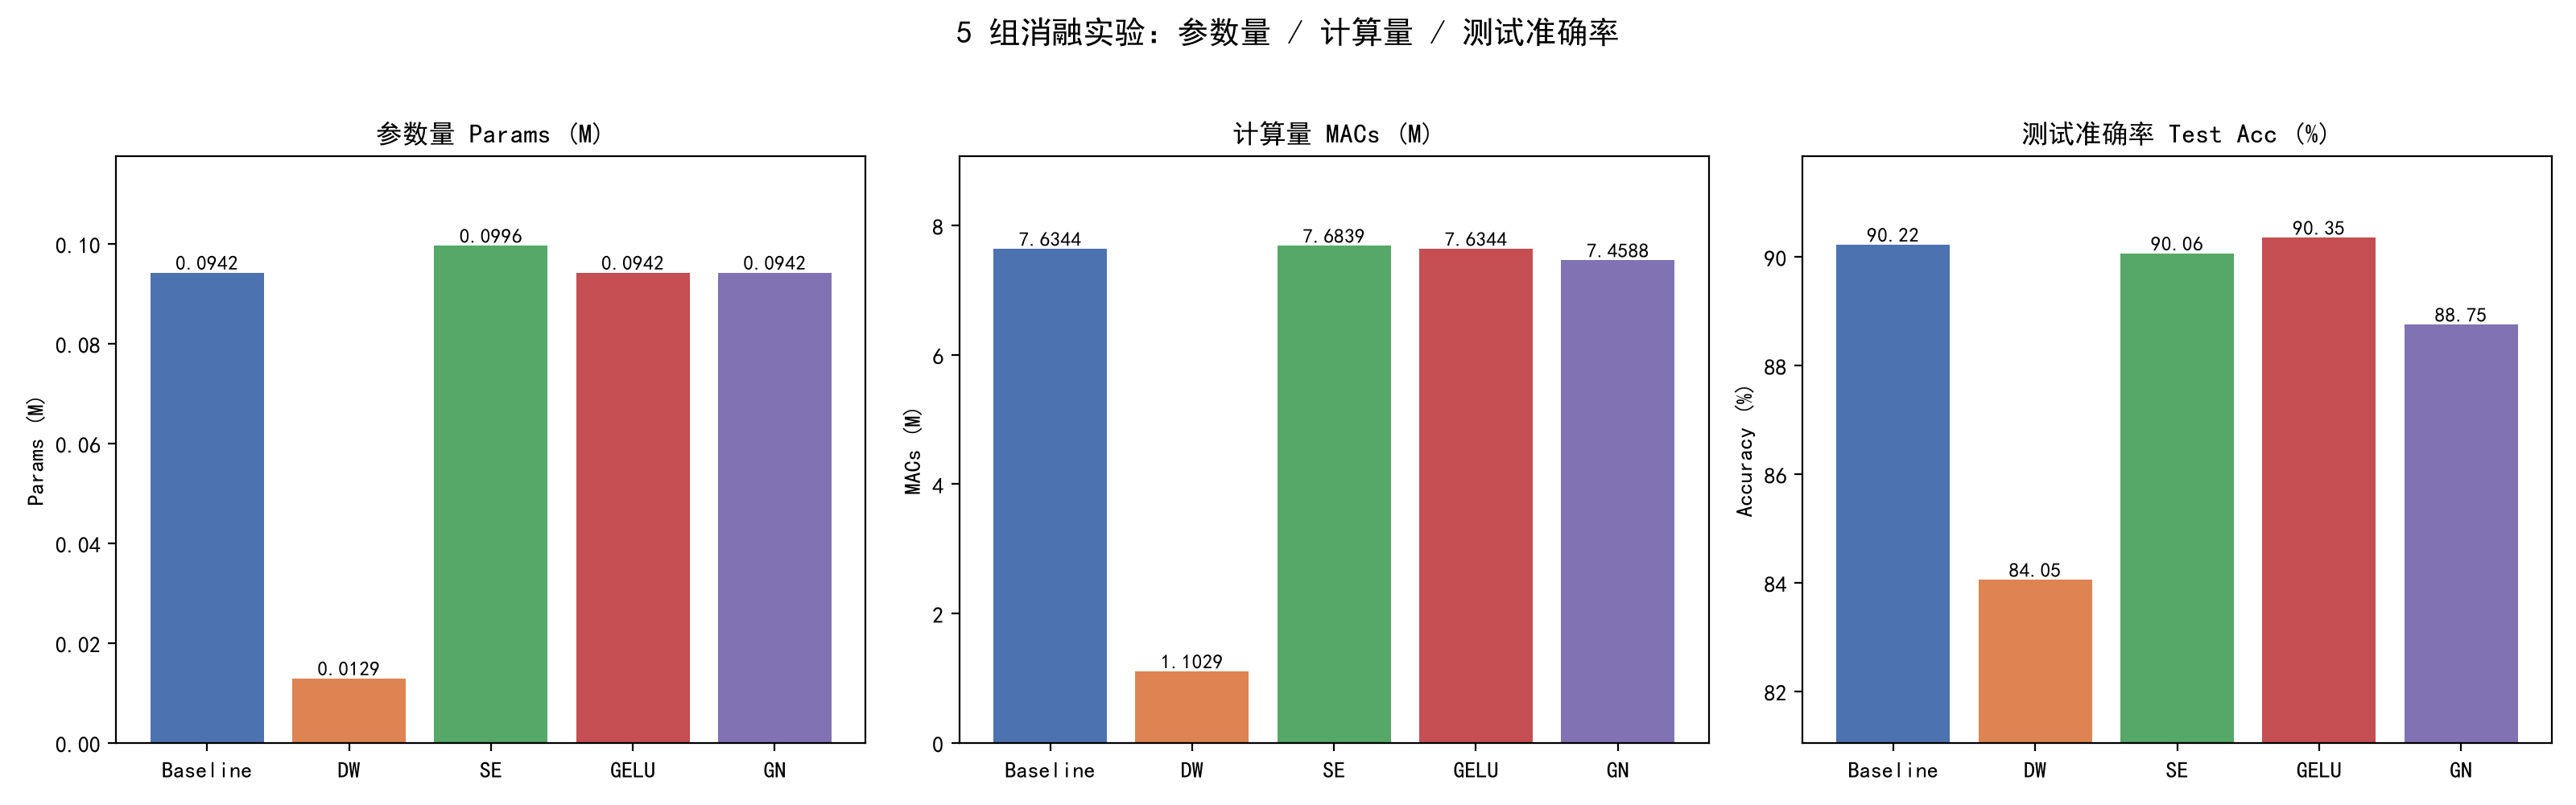 5 组消融实验：参数量 / 计算量 / 测试准确率
参数量 Params (M)
Params (M)
0.10
0.08
0.06
0.04
0.02
0.00
0.0942
0.0129
0.0996
0.0942
0.0942
Baseline
DW
SE
GELU
GN
计算量 MACs (M)
MACs (M)
8
6
4
2
0
7.6344
1.1029
7.6839
7.6344
7.4588
Baseline
DW
SE
GELU
GN
测试准确率 Test Acc (%)
Accuracy (%)
90
88
86
84
82
90.22
84.05
90.06
90.35
88.75
Baseline
DW
SE
GELU
GN